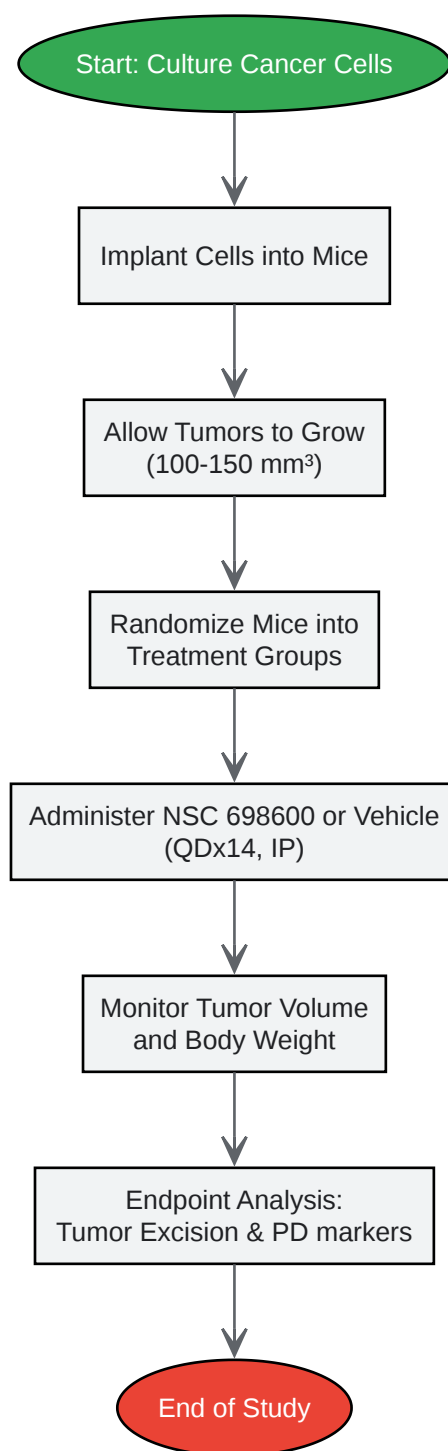 Start: Culture Cancer Cells
Implant Cells into Mice
Allow Tumors to Grow
(100-150 mm³)
Randomize Mice into
Treatment Groups
Administer NSC 698600 or Vehicle
(QDx14, IP)
Monitor Tumor Volume
and Body Weight
Endpoint Analysis:
Tumor Excision & PD markers
End of Study